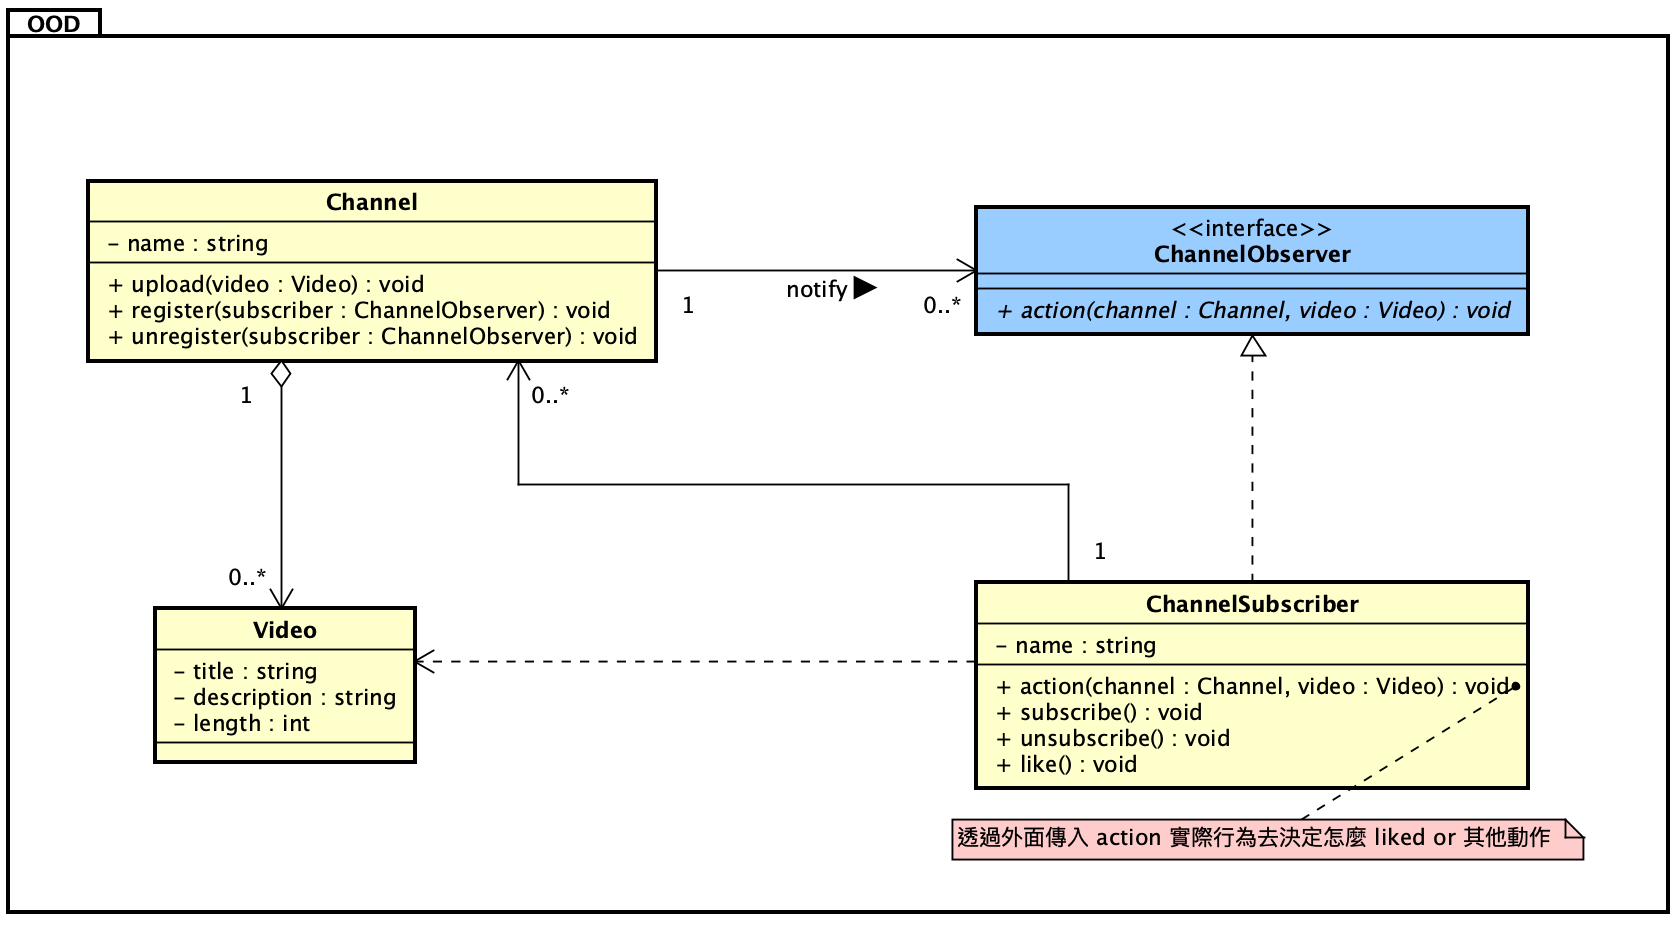 OOD
Channel
- name : string
+ upload(video : Video) : void
+ register(subscriber : ChannelObserver) : void
+ unregister(subscriber : ChannelObserver) : void
1
notify ▶
0..*
<<interface>>
ChannelObserver
+ action(channel : Channel, video : Video) : void
1
0..*
0..*
1
Video
- title : string
- description : string
- length : int
ChannelSubscriber
- name : string
+ action(channel : Channel, video : Video) : void
+ subscribe() : void
+ unsubscribe() : void
+ like() : void
透過外面傳入 action 實際行為去決定怎麼 liked or 其他動作